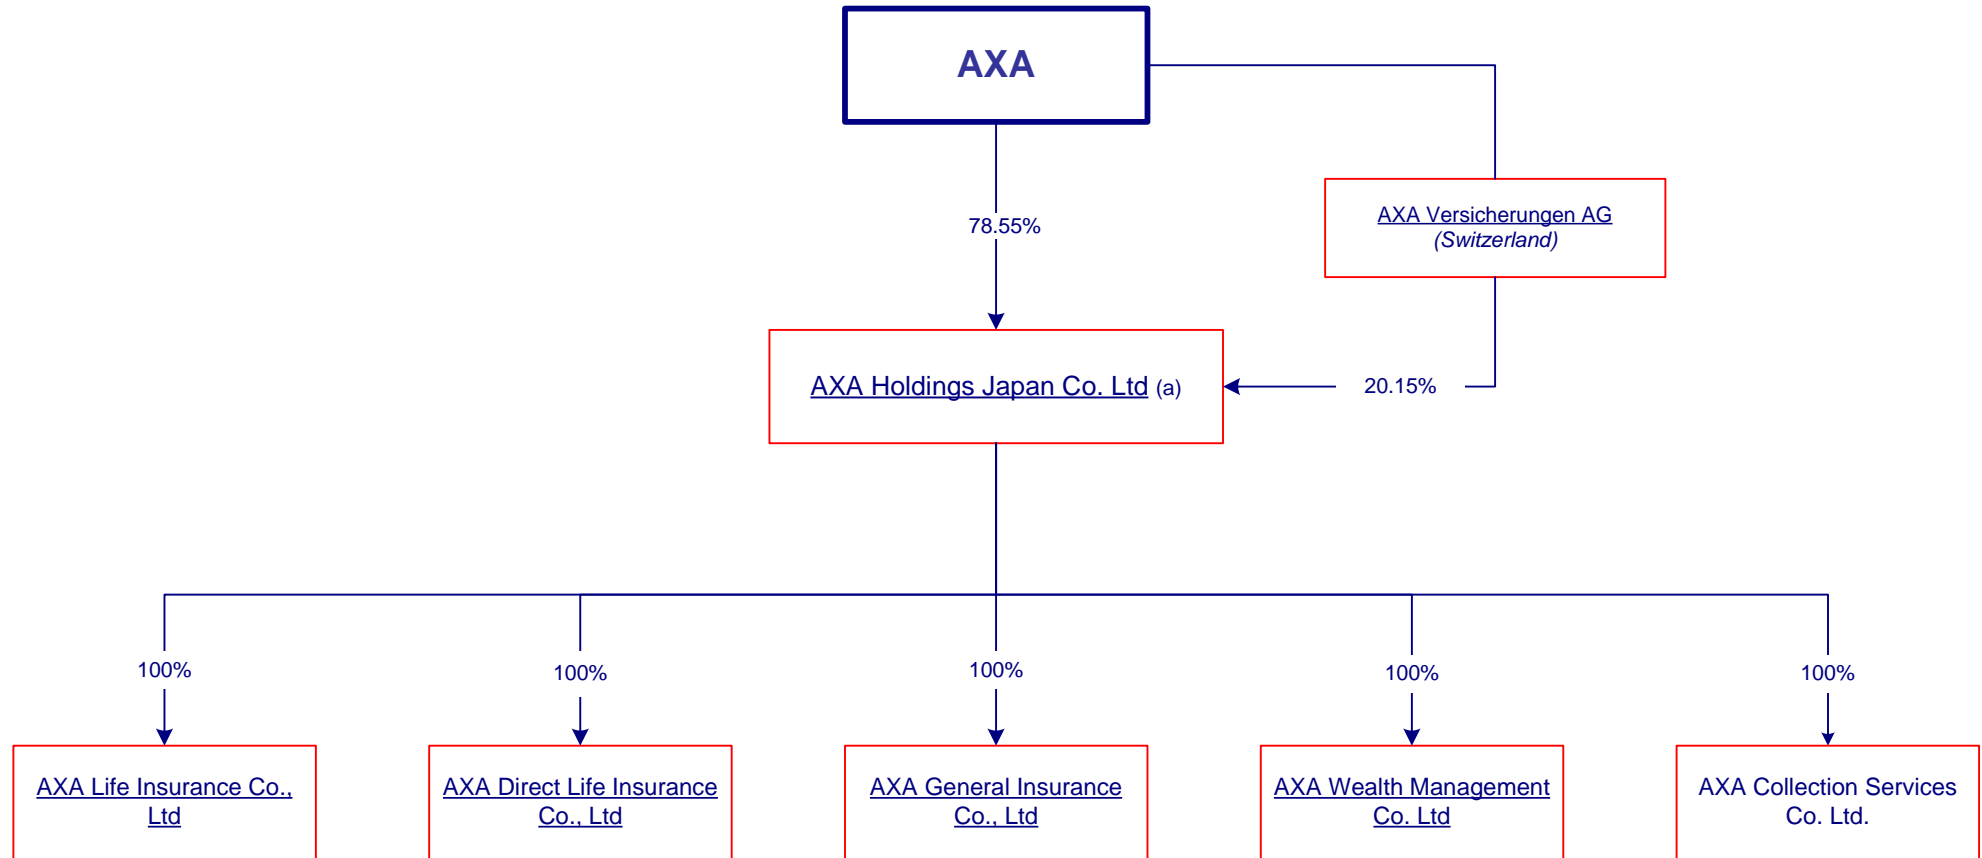 AXA
AXA Versicherungen AG
(Switzerland)
78.55%
AXA Holdings Japan Co. Ltd (a)
20.15%
100%
100%
100%
100%
100%
AXA Life Insurance Co.,
Ltd
AXA Direct Life Insurance
Co., Ltd
AXA General Insurance
Co., Ltd
AXA Wealth Management
Co. Ltd
AXA Collection Services
Co. Ltd.